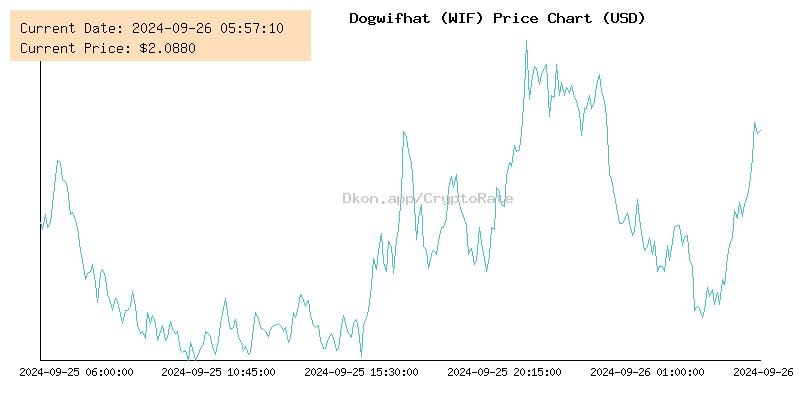 Dogwifhat (WIF) Price Chart (USD)
Current Date: 2024-09-26 05:57:10
Current Price: $2.0880
Dkon.app/CryptoRate
2024-09-25 06:00:00 2024-09-25 10:45:00 2024-09-25 15:30:00 2024-09-25 20:15:00 2024-09-26 01:00:00 2024-09-26